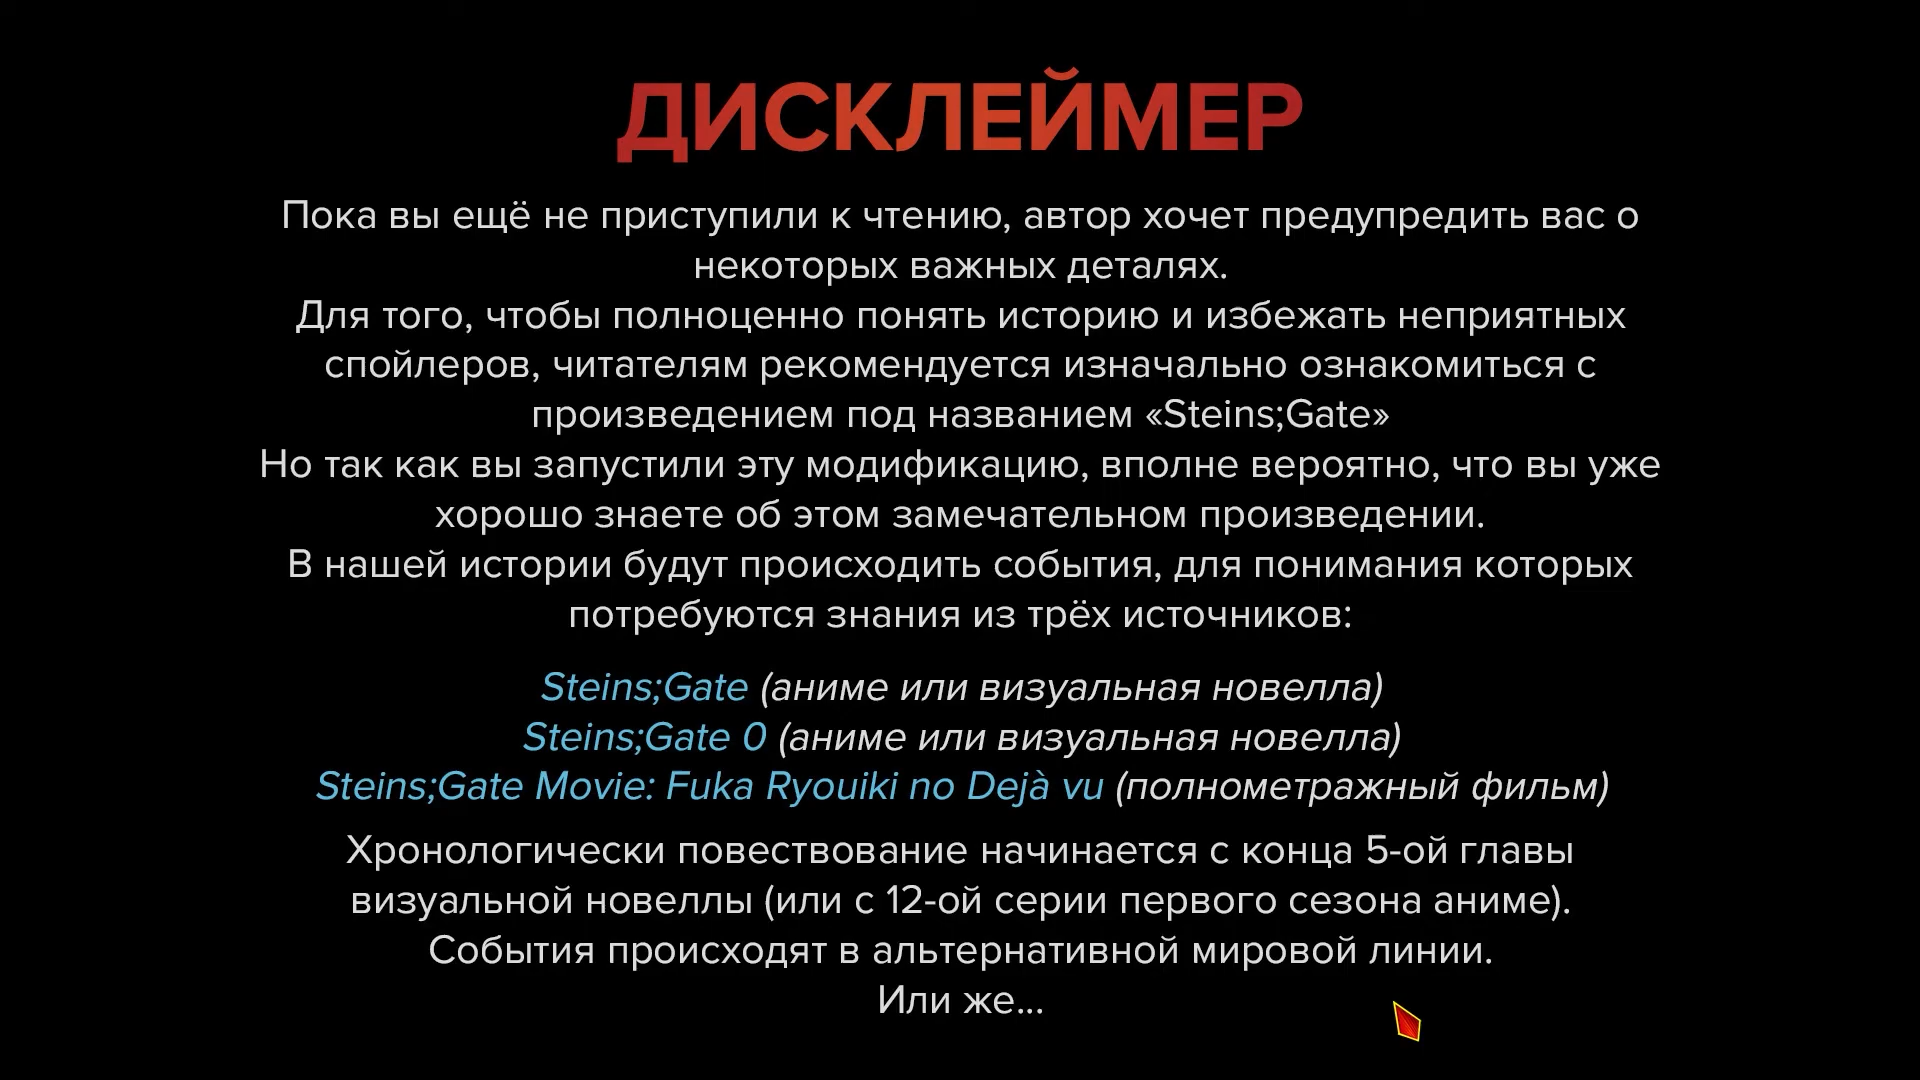 ДИСКЛЕЙМЕР
Пока вы ещё не приступили к чтению, автор хочет предупредить вас о
некоторых важных деталях.
Для того, чтобы полноценно понять историю и избежать неприятных
спойлеров, читателям рекомендуется изначально ознакомиться с
произведением под названием «Steins;Gate»
Но так как вы запустили эту модификацию, вполне вероятно, что вы уже
хорошо знаете об этом замечательном произведении.
В нашей истории будут происходить события, для понимания которых
потребуются знания из трёх источников:
Steins;Gate (аниме или визуальная новелла)
Steins;Gate 0 (аниме или визуальная новелла)
Steins;Gate Movie: Fuka Ryouiki no Dejà vu (полнометражный фильм)
Хронологически повествование начинается с конца 5-ой главы
визуальной новеллы (или с 12-ой серии первого сезона аниме).
События происходят в альтернативной мировой линии.
Или же...